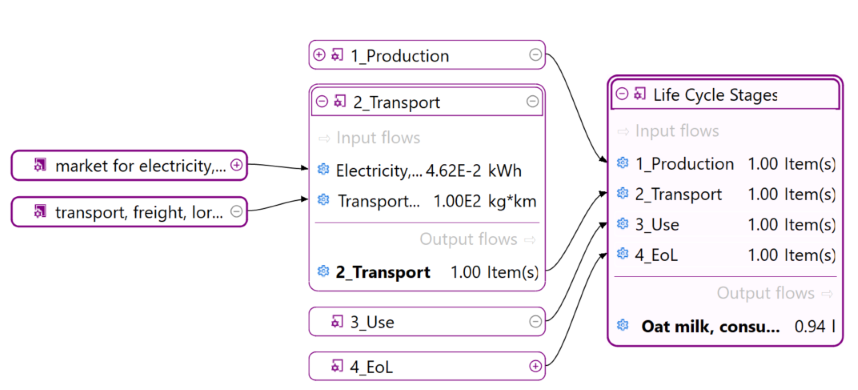 1_Production
2_Transport
Input flows
Electricity,... 4.62E-2 kWh
Transport... 1.00E2 kg*km
Output flows
2_Transport 1.00 Item(s)
3_Use
4_EoL
market for electricity,...
transport, freight, lor...
Life Cycle Stages
Input flows
1_Production 1.00 Item(s)
2_Transport 1.00 Item(s)
3_Use 1.00 Item(s)
4_EoL 1.00 Item(s)
Output flows
Oat milk, consu... 0.94 l